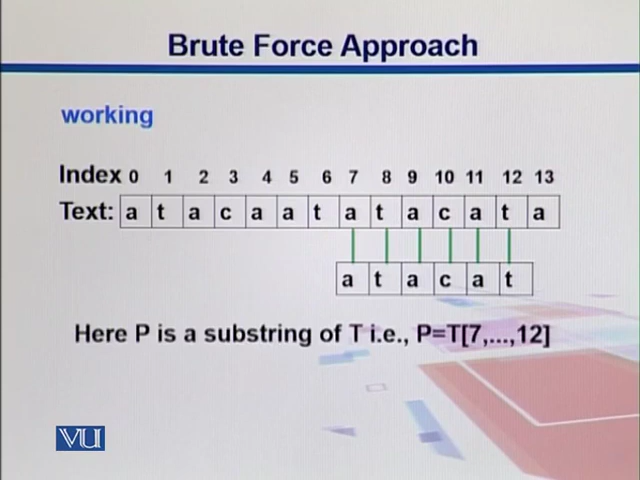 Brute Force Approach
working
Index 0 1 2 3 4 5 6 7 8 9 10 11 12 13
Text: a t a c a a t a t a c a t a
a t a c a t
Here P is a substring of T i.e., P=T[7,...,12]
VU